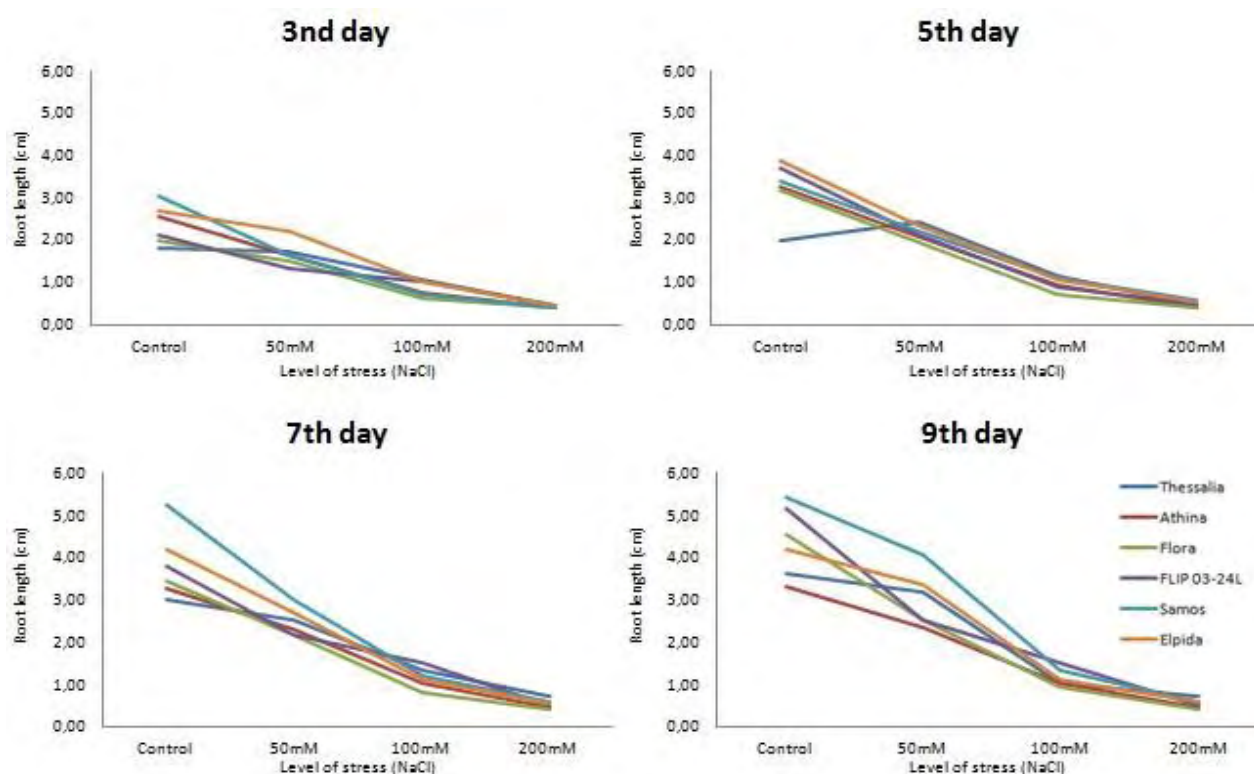 3nd day
6,00
5,00
4,00
3,00
2,00
1,00
0,00
Root length (cm)
Control 50mM 100mM 200mM
Level of stress (NaCl)
5th day
6,00
5,00
4,00
3,00
2,00
1,00
0,00
Root length (cm)
Control 50mM 100mM 200mM
Level of stress (NaCl)
7th day
6,00
5,00
4,00
3,00
2,00
1,00
0,00
Root length (cm)
Control 50mM 100mM 200mM
Level of stress (NaCl)
9th day
6,00
5,00
4,00
3,00
2,00
1,00
0,00
Root length (cm)
Control 50mM 100mM 200mM
Level of stress (NaCl)
Thessalia
Athina
Flora
FLIP 03-24L
Samos
Elpida